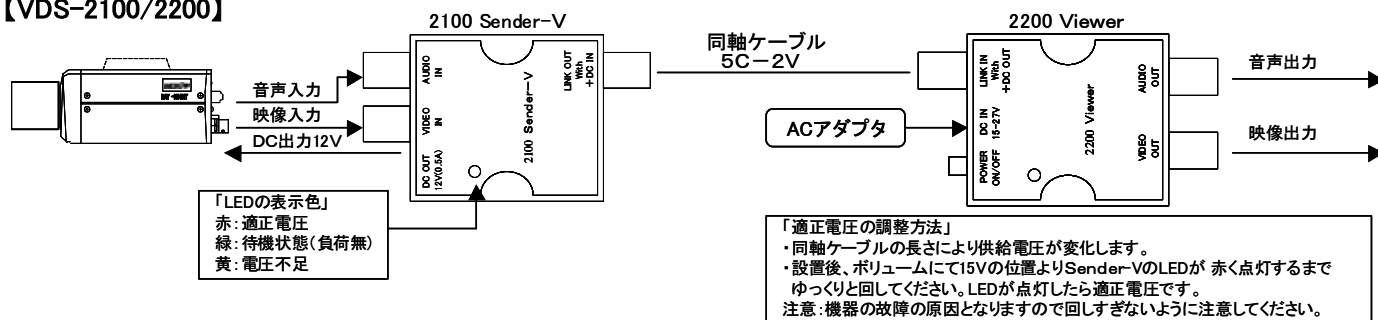 【VDS-2100/2200】
2100 Sender-V
2200 Viewer
同軸ケーブル
5C-2V
音声入力
映像入力
DC出力12V
AUDIO
IN
VIDEO
IN
DC OUT
12V(0.5A)
2100 Sender-V
LINK OUT
With
+DC IN
ACアダプタ
LINK IN
With
+DC OUT
DC IN
15-27V
POWER
ON/OFF
2200 Viewer
AUDIO
OUT
VIDEO
OUT
音声出力
映像出力
「LEDの表示色」
赤:適正電圧
緑:待機状態(負荷無)
黄:電圧不足
「適正電圧の調整方法」
・同軸ケーブルの長さにより供給電圧が変化します。
・設置後、ボリュームにて15Vの位置よりSender-VのLEDが 赤く点灯するまで
ゆっくりと回してください。LEDが点灯したら適正電圧です。
注意:機器の故障の原因となりますので回しすぎないように注意してください。